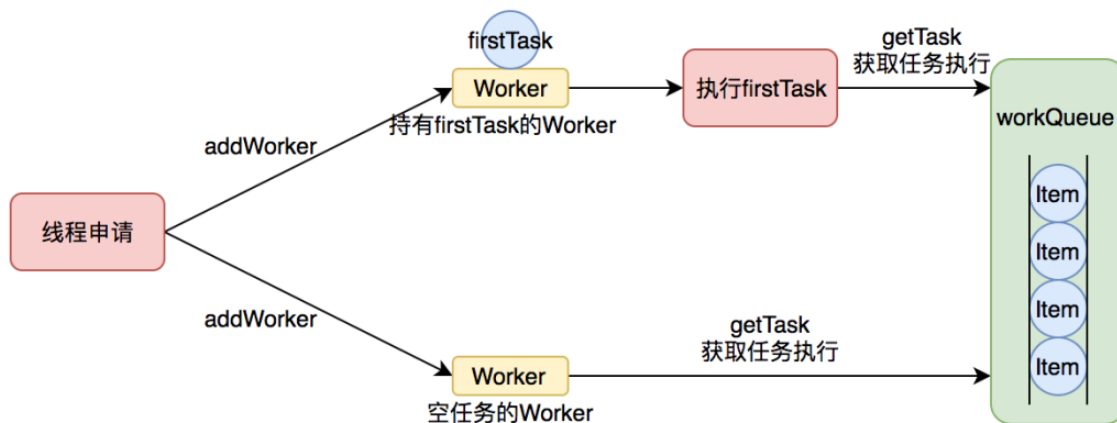 firstTask
Worker
持有firstTask的Worker
执行firstTask
getTask
获取任务执行
workQueue
addWorker
线程申请
Item
Item
Item
Item
addWorker
getTask
获取任务执行
Worker
空任务的Worker